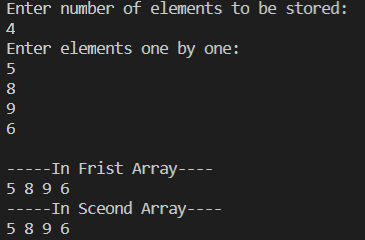 Enter number of elements to be stored:
4
Enter elements one by one:
5
8
9
6
-----In Frist Array----
5 8 9 6
-----In Sceond Array----
5 8 9 6